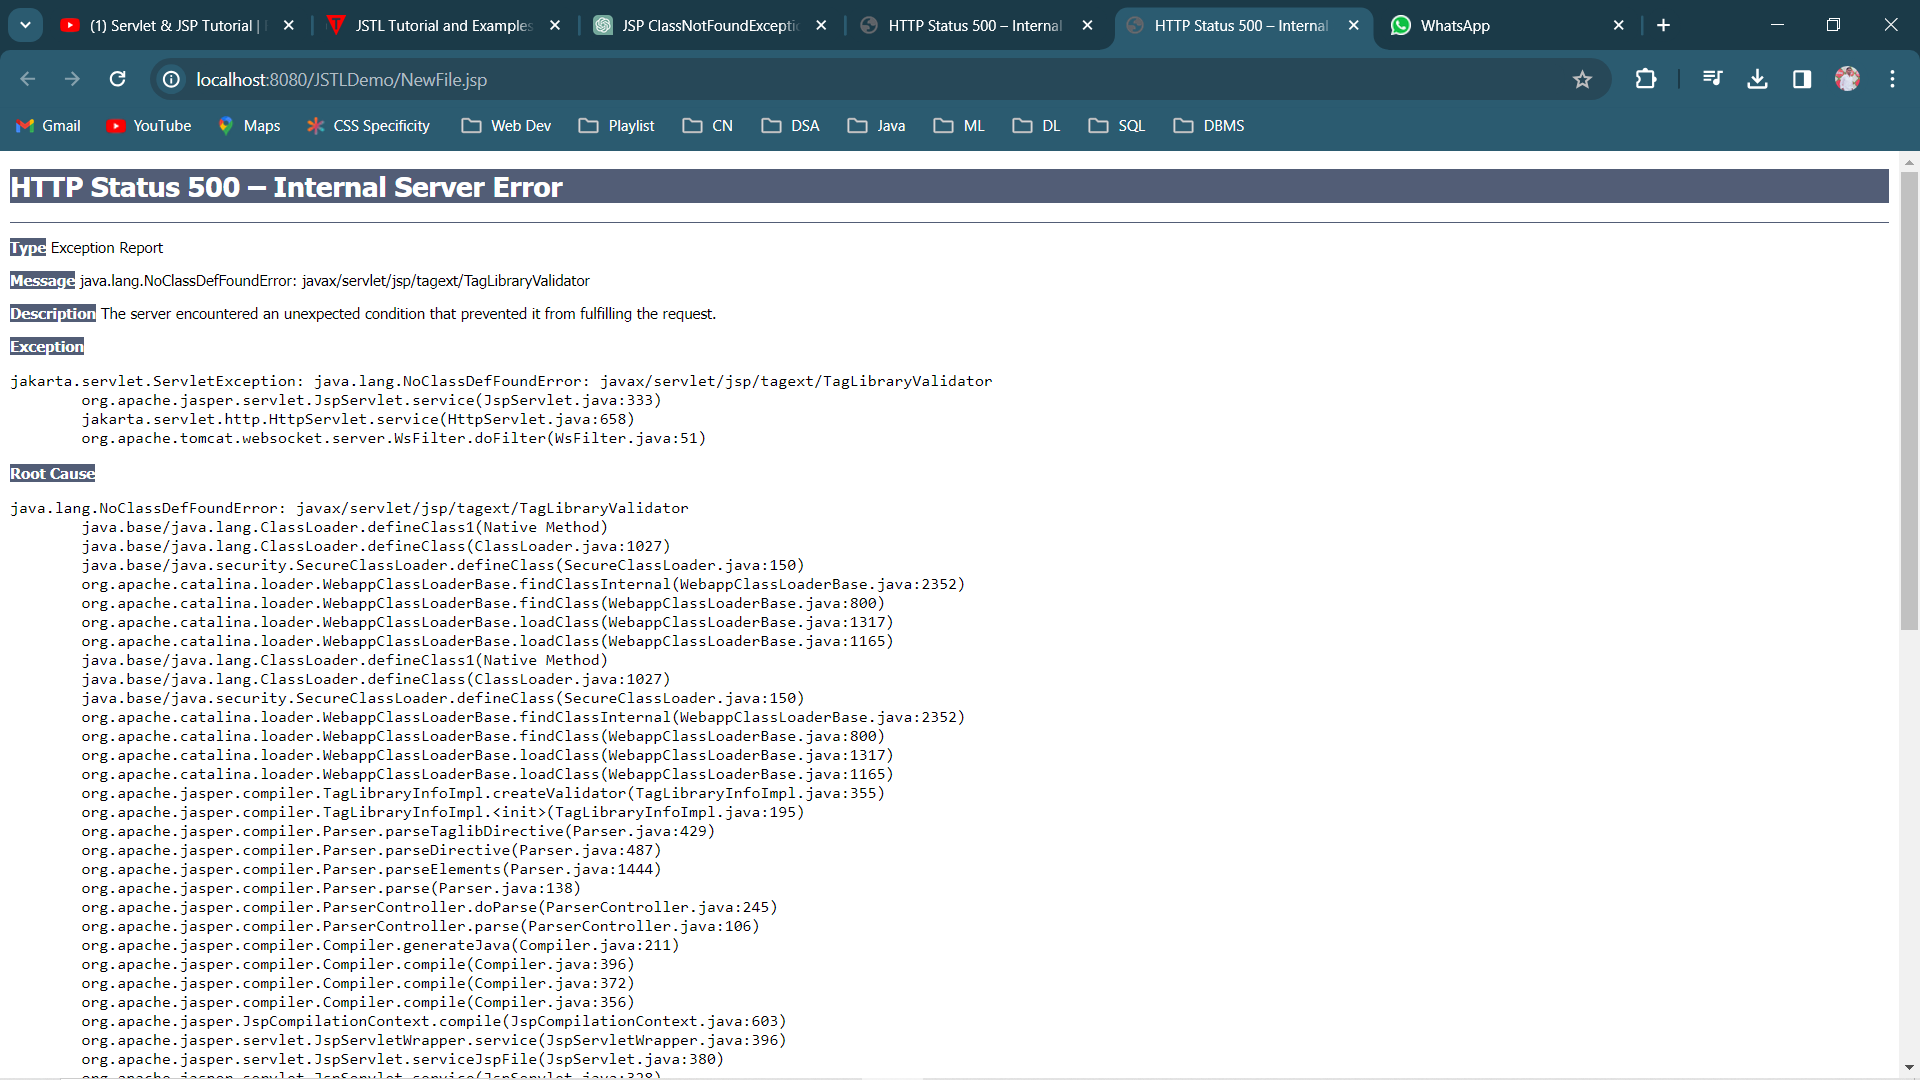 (1) Servlet & JSP Tutorial |
JSTL Tutorial and Examples
JSP ClassNotFoundExceptio
HTTP Status 500 – Internal
HTTP Status 500 – Internal
WhatsApp
localhost:8080/JSTLDemo/NewFile.jsp
Gmail
YouTube
Maps
CSS Specificity
Web Dev
Playlist
CN
DSA
Java
ML
DL
SQL
DBMS
HTTP Status 500 – Internal Server Error
Type Exception Report
Message java.lang.NoClassDefFoundError: javax/servlet/jsp/tagext/TagLibraryValidator
Description The server encountered an unexpected condition that prevented it from fulfilling the request.
Exception
jakarta.servlet.ServletException: java.lang.NoClassDefFoundError: javax/servlet/jsp/tagext/TagLibraryValidator
org.apache.jasper.servlet.JspServlet.service(JspServlet.java:333)
jakarta.servlet.http.HttpServlet.service(HttpServlet.java:658)
org.apache.tomcat.websocket.server.WsFilter.doFilter(WsFilter.java:51)
Root Cause
java.lang.NoClassDefFoundError: javax/servlet/jsp/tagext/TagLibraryValidator
java.base/java.lang.ClassLoader.defineClass1(Native Method)
java.base/java.lang.ClassLoader.defineClass(ClassLoader.java:1027)
java.base/java.security.SecureClassLoader.defineClass(SecureClassLoader.java:150)
org.apache.catalina.loader.WebappClassLoaderBase.findClassInternal(WebappClassLoaderBase.java:2352)
org.apache.catalina.loader.WebappClassLoaderBase.findClass(WebappClassLoaderBase.java:800)
org.apache.catalina.loader.WebappClassLoaderBase.loadClass(WebappClassLoaderBase.java:1317)
org.apache.catalina.loader.WebappClassLoaderBase.loadClass(WebappClassLoaderBase.java:1165)
java.base/java.lang.ClassLoader.defineClass1(Native Method)
java.base/java.lang.ClassLoader.defineClass(ClassLoader.java:1027)
java.base/java.security.SecureClassLoader.defineClass(SecureClassLoader.java:150)
org.apache.catalina.loader.WebappClassLoaderBase.findClassInternal(WebappClassLoaderBase.java:2352)
org.apache.catalina.loader.WebappClassLoaderBase.findClass(WebappClassLoaderBase.java:800)
org.apache.catalina.loader.WebappClassLoaderBase.loadClass(WebappClassLoaderBase.java:1317)
org.apache.catalina.loader.WebappClassLoaderBase.loadClass(WebappClassLoaderBase.java:1165)
org.apache.jasper.compiler.TagLibraryInfoImpl.createValidator(TagLibraryInfoImpl.java:355)
org.apache.jasper.compiler.TagLibraryInfoImpl.<init>(TagLibraryInfoImpl.java:195)
org.apache.jasper.compiler.Parser.parseTaglibDirective(Parser.java:429)
org.apache.jasper.compiler.Parser.parseDirective(Parser.java:487)
org.apache.jasper.compiler.Parser.parseElements(Parser.java:1444)
org.apache.jasper.compiler.Parser.parse(Parser.java:138)
org.apache.jasper.compiler.ParserController.doParse(ParserController.java:245)
org.apache.jasper.compiler.ParserController.parse(ParserController.java:106)
org.apache.jasper.compiler.Compiler.generateJava(Compiler.java:211)
org.apache.jasper.compiler.Compiler.compile(Compiler.java:396)
org.apache.jasper.compiler.Compiler.compile(Compiler.java:372)
org.apache.jasper.compiler.Compiler.compile(Compiler.java:356)
org.apache.jasper.JspCompilationContext.compile(JspCompilationContext.java:603)
org.apache.jasper.servlet.JspServletWrapper.service(JspServletWrapper.java:396)
org.apache.jasper.servlet.JspServlet.serviceJspFile(JspServlet.java:380)
org.apache.jasper.servlet.JspServlet.service(JspServlet.java:328)